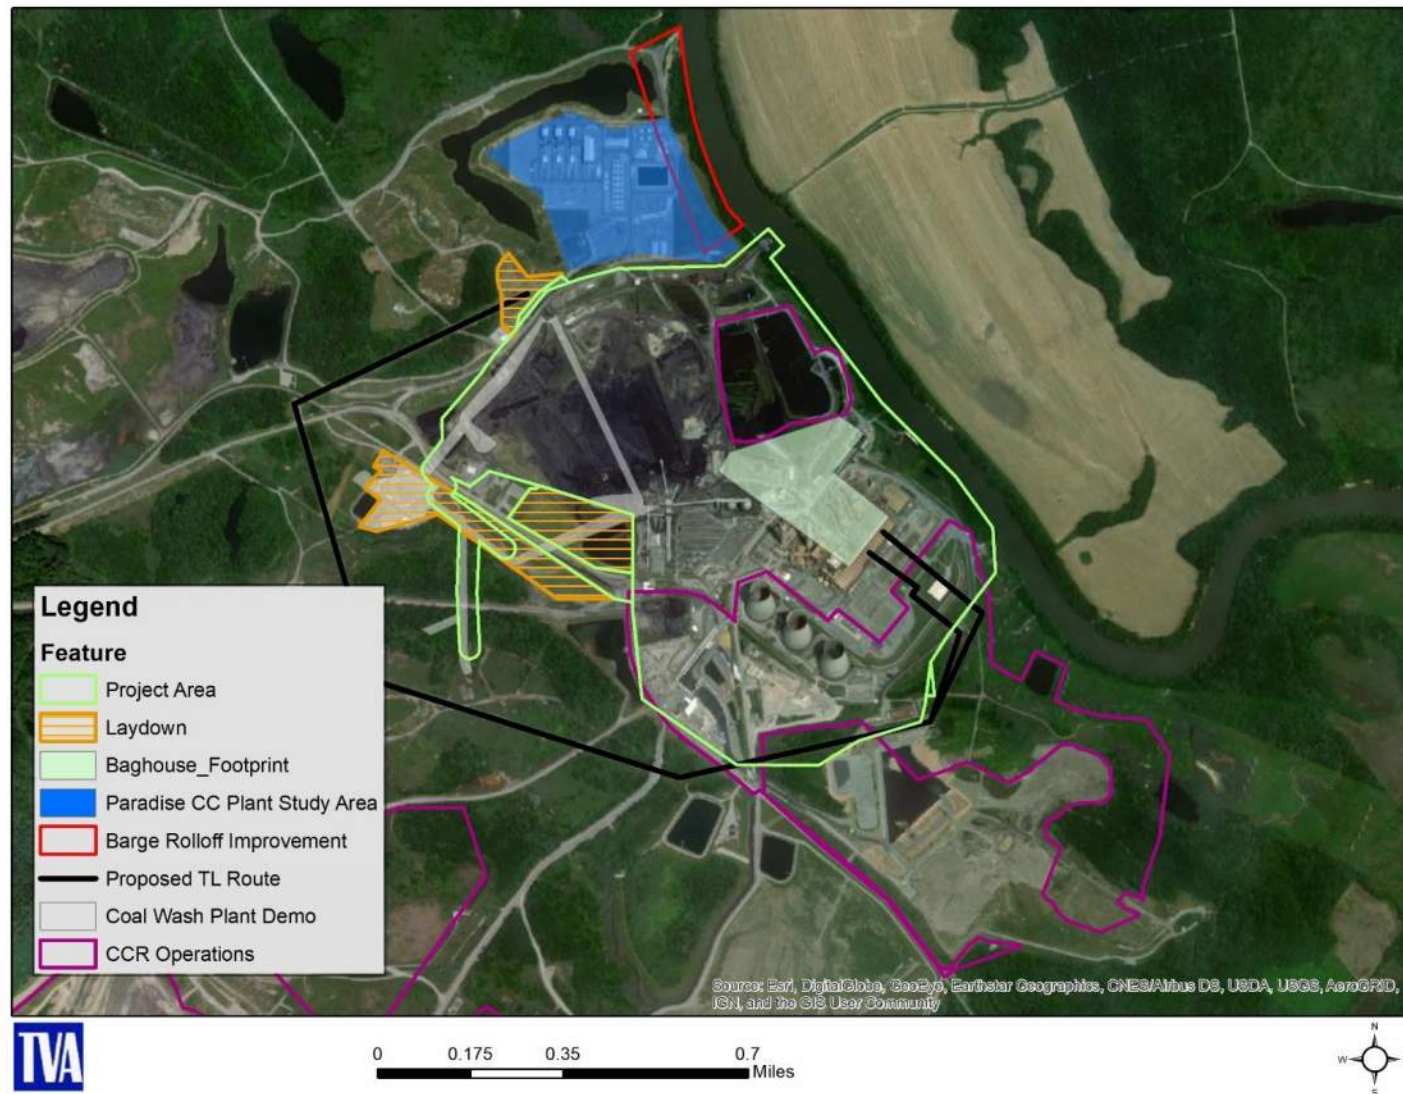 Legend
Feature
Project Area
Laydown
Baghouse_Footprint
Paradise CC Plant Study Area
Barge Rolloff Improvement
Proposed TL Route
Coal Wash Plant Demo
CCR Operations
Source: Esri, DigitalGlobe, GeoEye, Earthstar Geographics, CNES/Airbus DS, USDA, USGS, AeroGRID,
IGN, and the GIS User Community
TVA
0 0.175 0.35 0.7
Miles
N
W
S